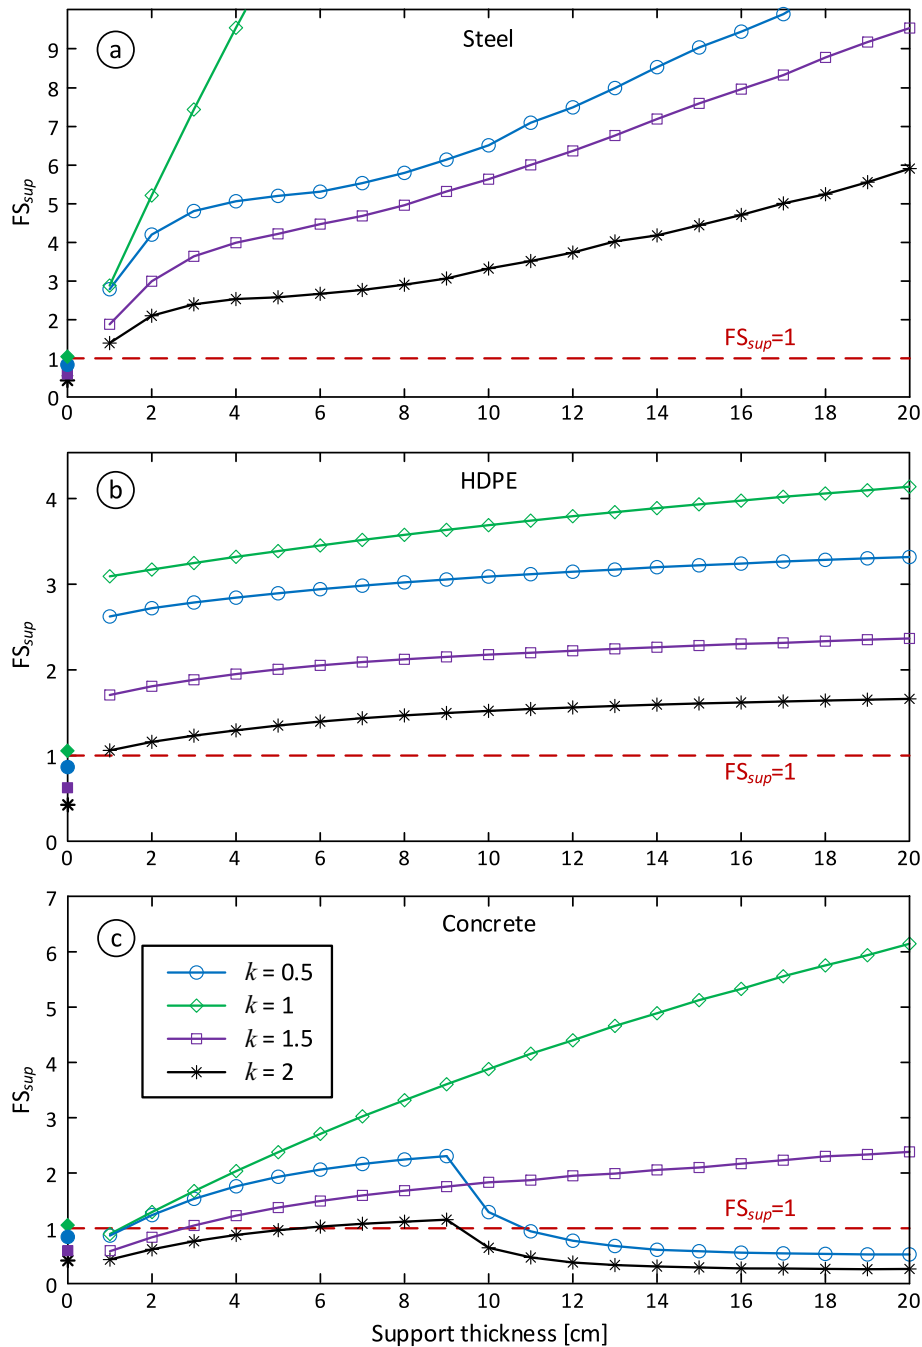 a
Steel
9
8
7
6
5
4
3
2
1
0
FSsup
FSsup=1
0 2 4 6 8 10 12 14 16 18 20
b
HDPE
4
3
2
1
0
FSsup
FSsup=1
0 2 4 6 8 10 12 14 16 18 20
c
Concrete
7
6
5
4
3
2
1
0
FSsup
k = 0.5
k = 1
k = 1.5
k = 2
FSsup=1
0 2 4 6 8 10 12 14 16 18 20
Support thickness [cm]